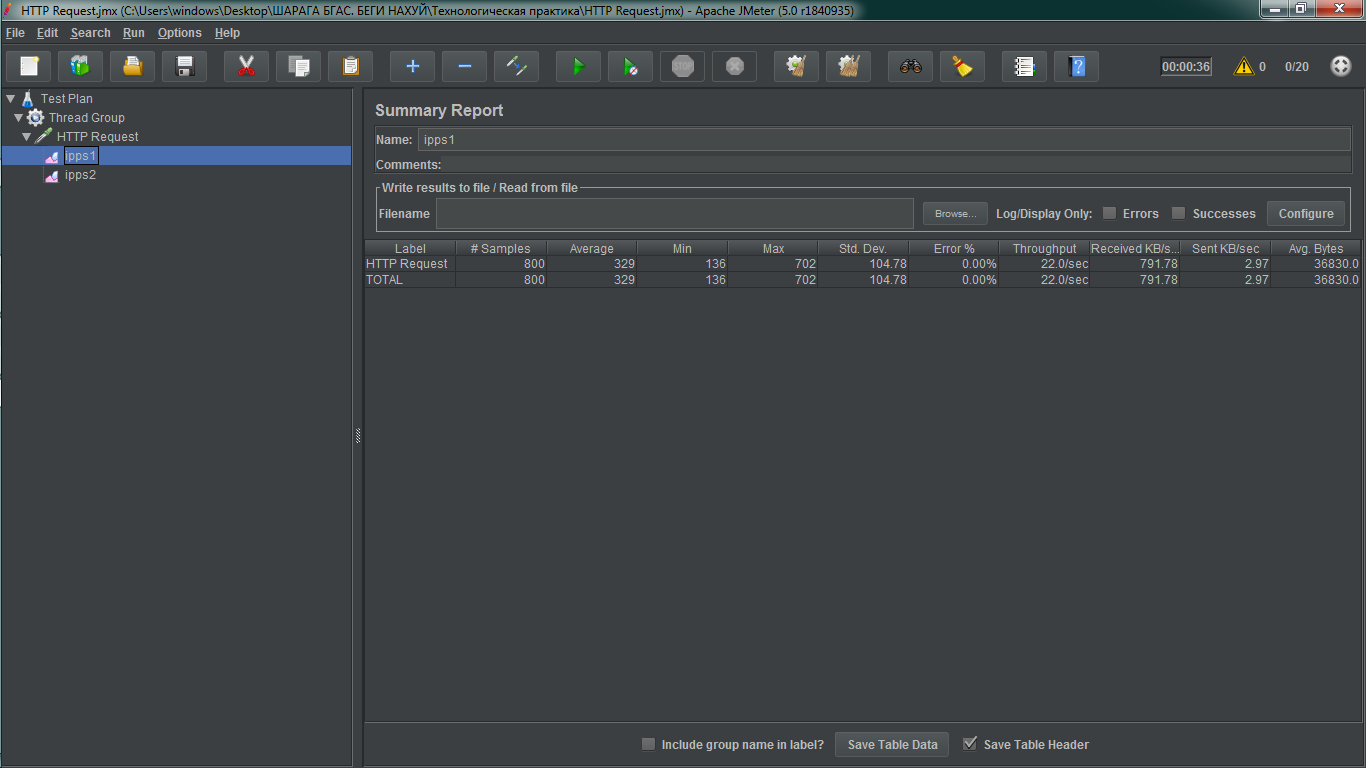 HTTP Request.jmx (C:\Users\windows\Desktop\ШАРАГА БГАС. БЕГИ НАХУЙ\Технологическая практика\HTTP Request.jmx) - Apache JMeter (5.0 r1840935)
File Edit Search Run Options Help
STOP 00:00:36 0 0/20
Test Plan
Thread Group
HTTP Request
ipps1
ipps2
Summary Report
Name: ipps1
Comments:
Write results to file / Read from file
Filename Browse... Log/Display Only: Errors Successes Configure
Label # Samples Average Min Max Std. Dev. Error % Throughput Received KB/s... Sent KB/sec Avg. Bytes
HTTP Request 800 329 136 702 104.78 0.00% 22.0/sec 791.78 2.97 36830.0
TOTAL 800 329 136 702 104.78 0.00% 22.0/sec 791.78 2.97 36830.0
Include group name in label? Save Table Data Save Table Header